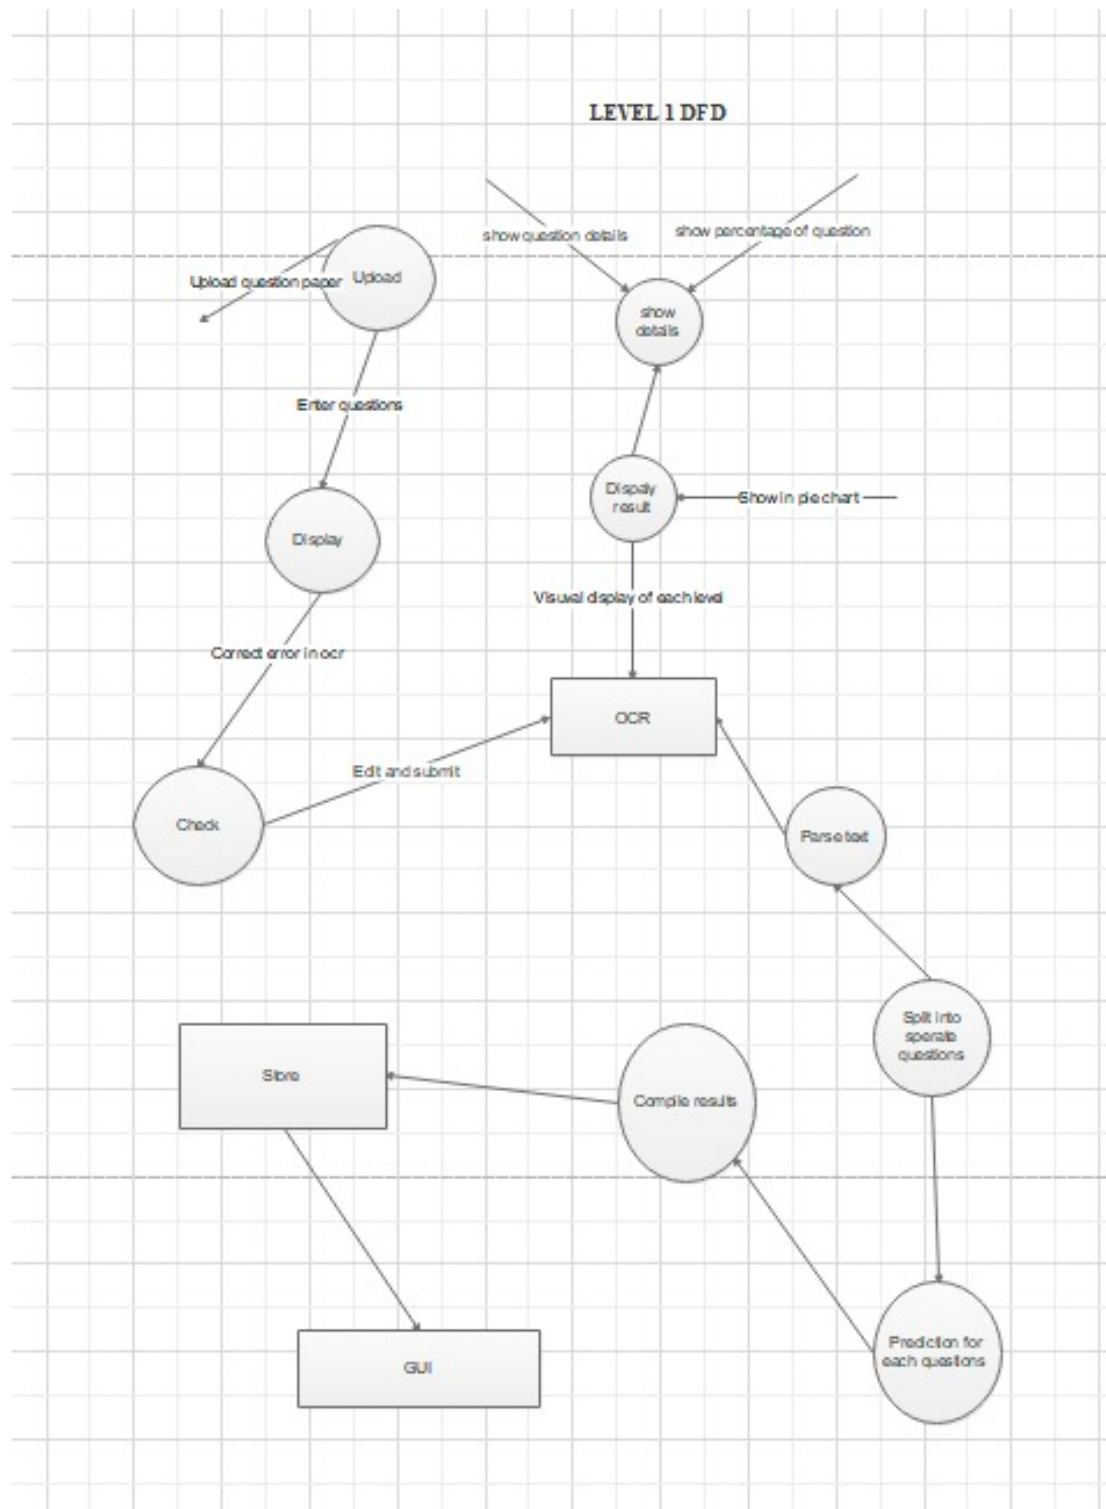 LEVEL 1 DFD
show question details
show percentage of question
Upload question paper
Upload
show
details
Enter questions
Dispaly
result
Show in pie chart
Display
Visuval display of each level
Correct error in ocr
OCR
Edit and submit
Check
Parse text
Split into
sperate
questions
Store
Compile results
Prediction for
each questions
GUI